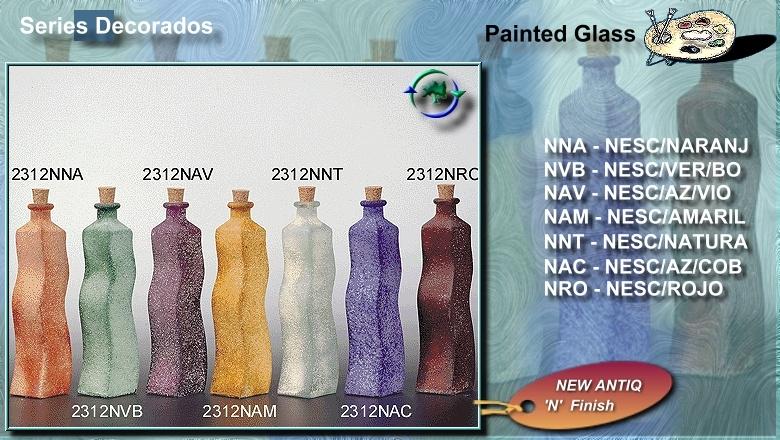 Series Decorados
Painted Glass
2312NNA
2312NAV
2312NNT
2312NRO
2312NVB
2312NAM
2312NAC
NNA - NESC/NARANJ
NVB - NESC/VER/BO
NAV - NESC/AZ/VIO
NAM - NESC/AMARIL
NNT - NESC/NATURA
NAC - NESC/AZ/COB
NRO - NESC/ROJO
NEW ANTIQ
'N' Finish